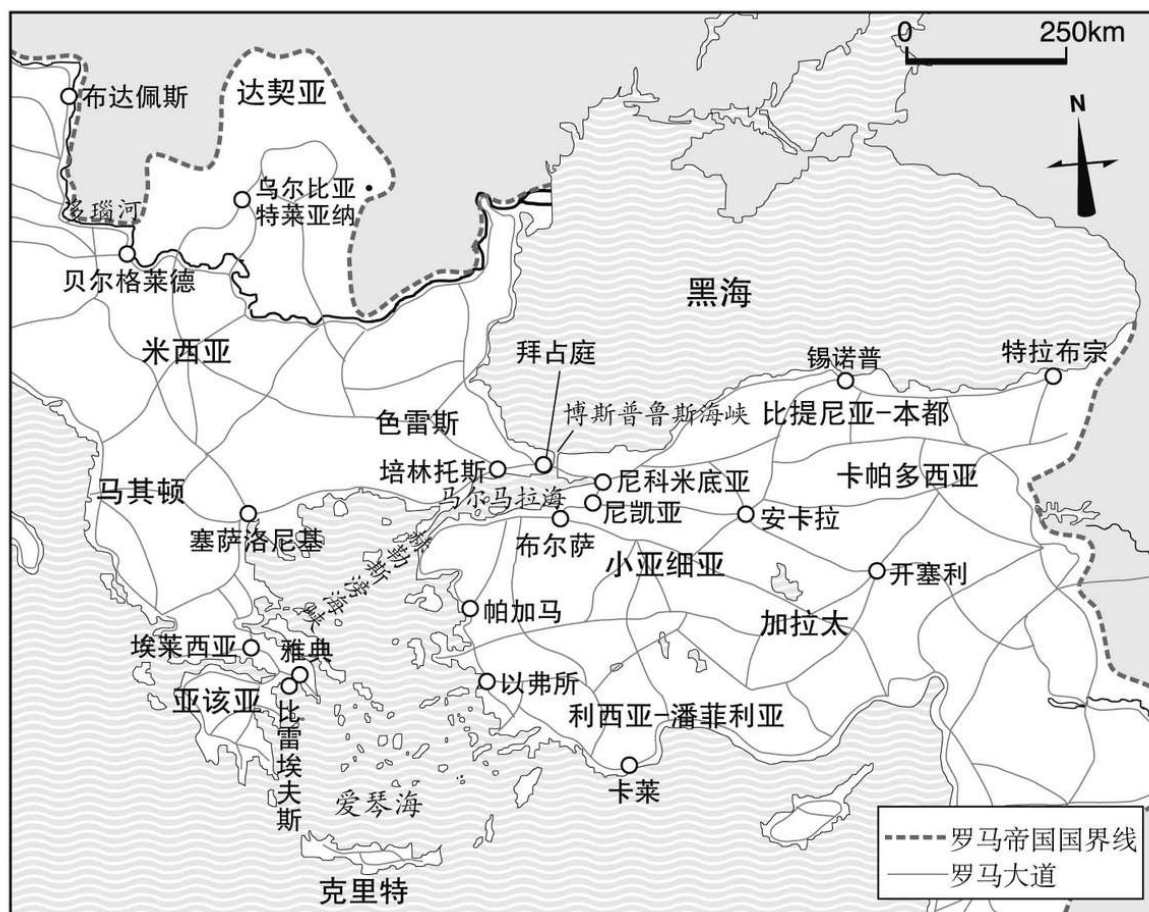 0 250km
N
布达佩斯
达契亚
乌尔比亚·
特莱亚纳
多瑙河
贝尔格莱德
黑海
米西亚
拜占庭
锡诺普
特拉布宗
色雷斯
博斯普鲁斯海峡
比提尼亚-本都
培林托斯
尼科米底亚
卡帕多西亚
马其顿
马尔马拉海
尼凯亚
安卡拉
塞萨洛尼基
布尔萨
赫勒斯滂海峡
小亚细亚
开塞利
帕加马
加拉太
埃莱西亚
雅典
亚该亚
以弗所
比雷埃夫斯
利西亚-潘菲利亚
卡莱
爱琴海
克里特
罗马帝国国界线
罗马大道